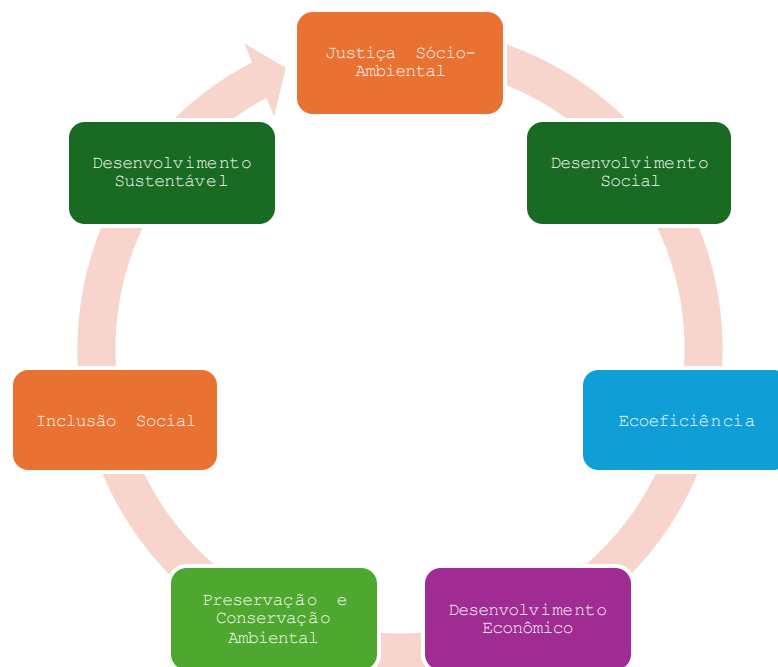 Justiça Sócio-
Ambiental
Desenvolvimento
Social
Ecoeficiência
Desenvolvimento
Econômico
Preservação e
Conservação
Ambiental
Inclusão Social
Desenvolvimento
Sustentável